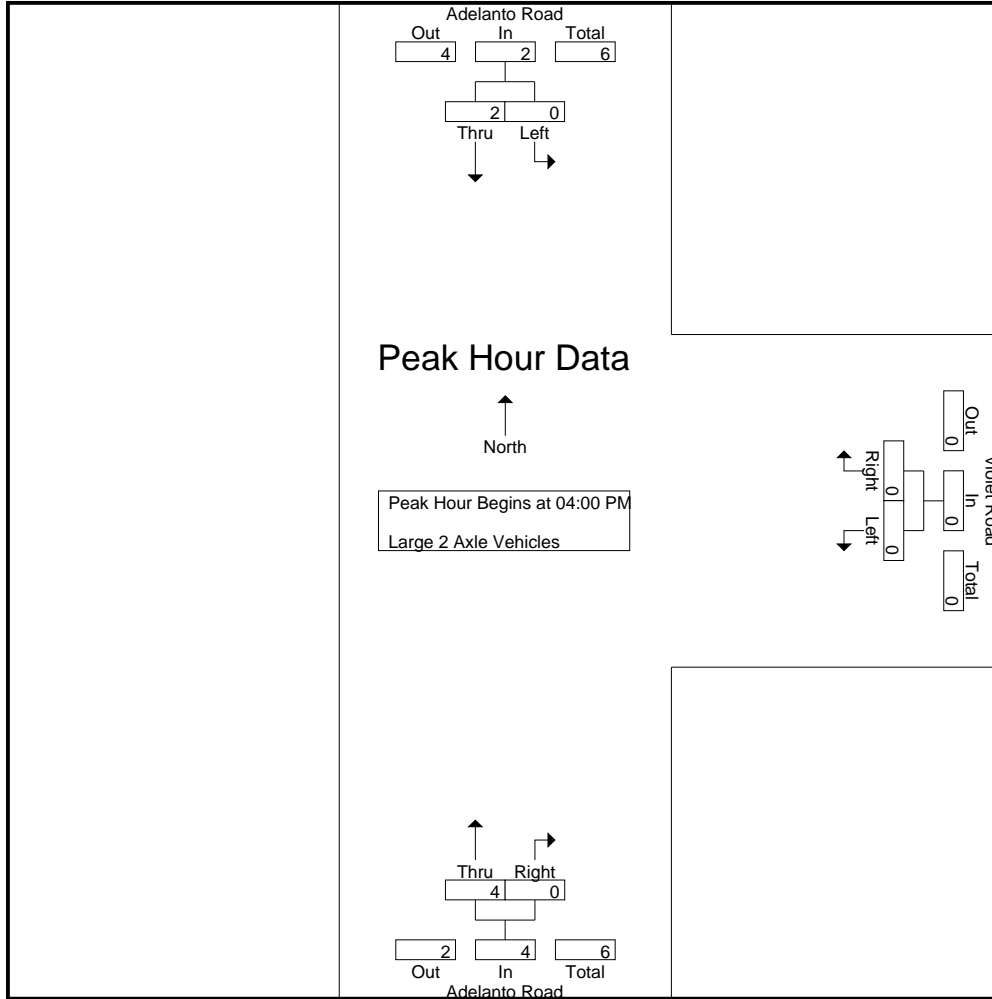 Adelanto Road
Out In Total
4 2 6
2 0
Thru Left
Peak Hour Data
North
Peak Hour Begins at 04:00 PM
Large 2 Axle Vehicles
Violet Road
Out In Total
0 0 0
Right Left
0 0
Thru Right
4 0
2 4 6
Out In Total
Adelanto Road